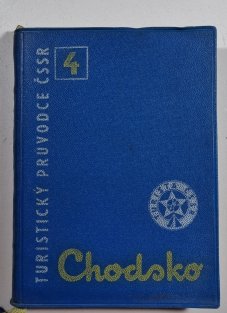 TURISTICKÝ PRŮVODCE ČSSR
4
Chodsko